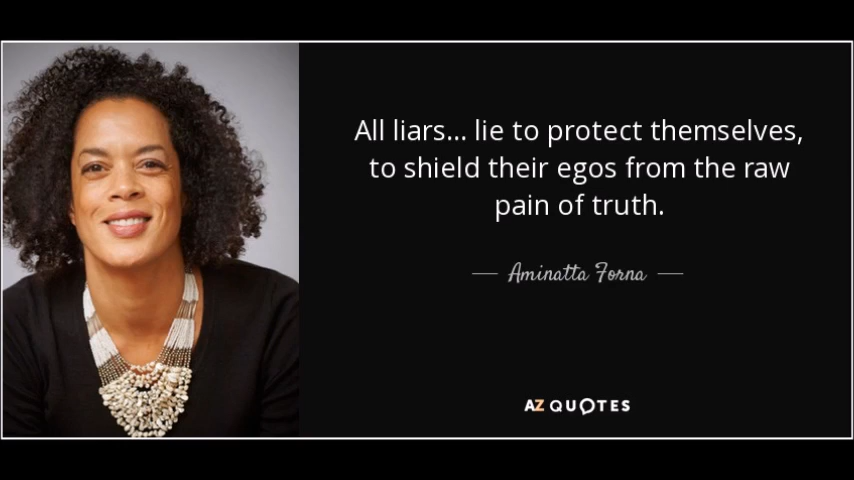 All liars... lie to protect themselves,
to shield their egos from the raw
pain of truth.
Aminatta Forna
AZ QUOTES